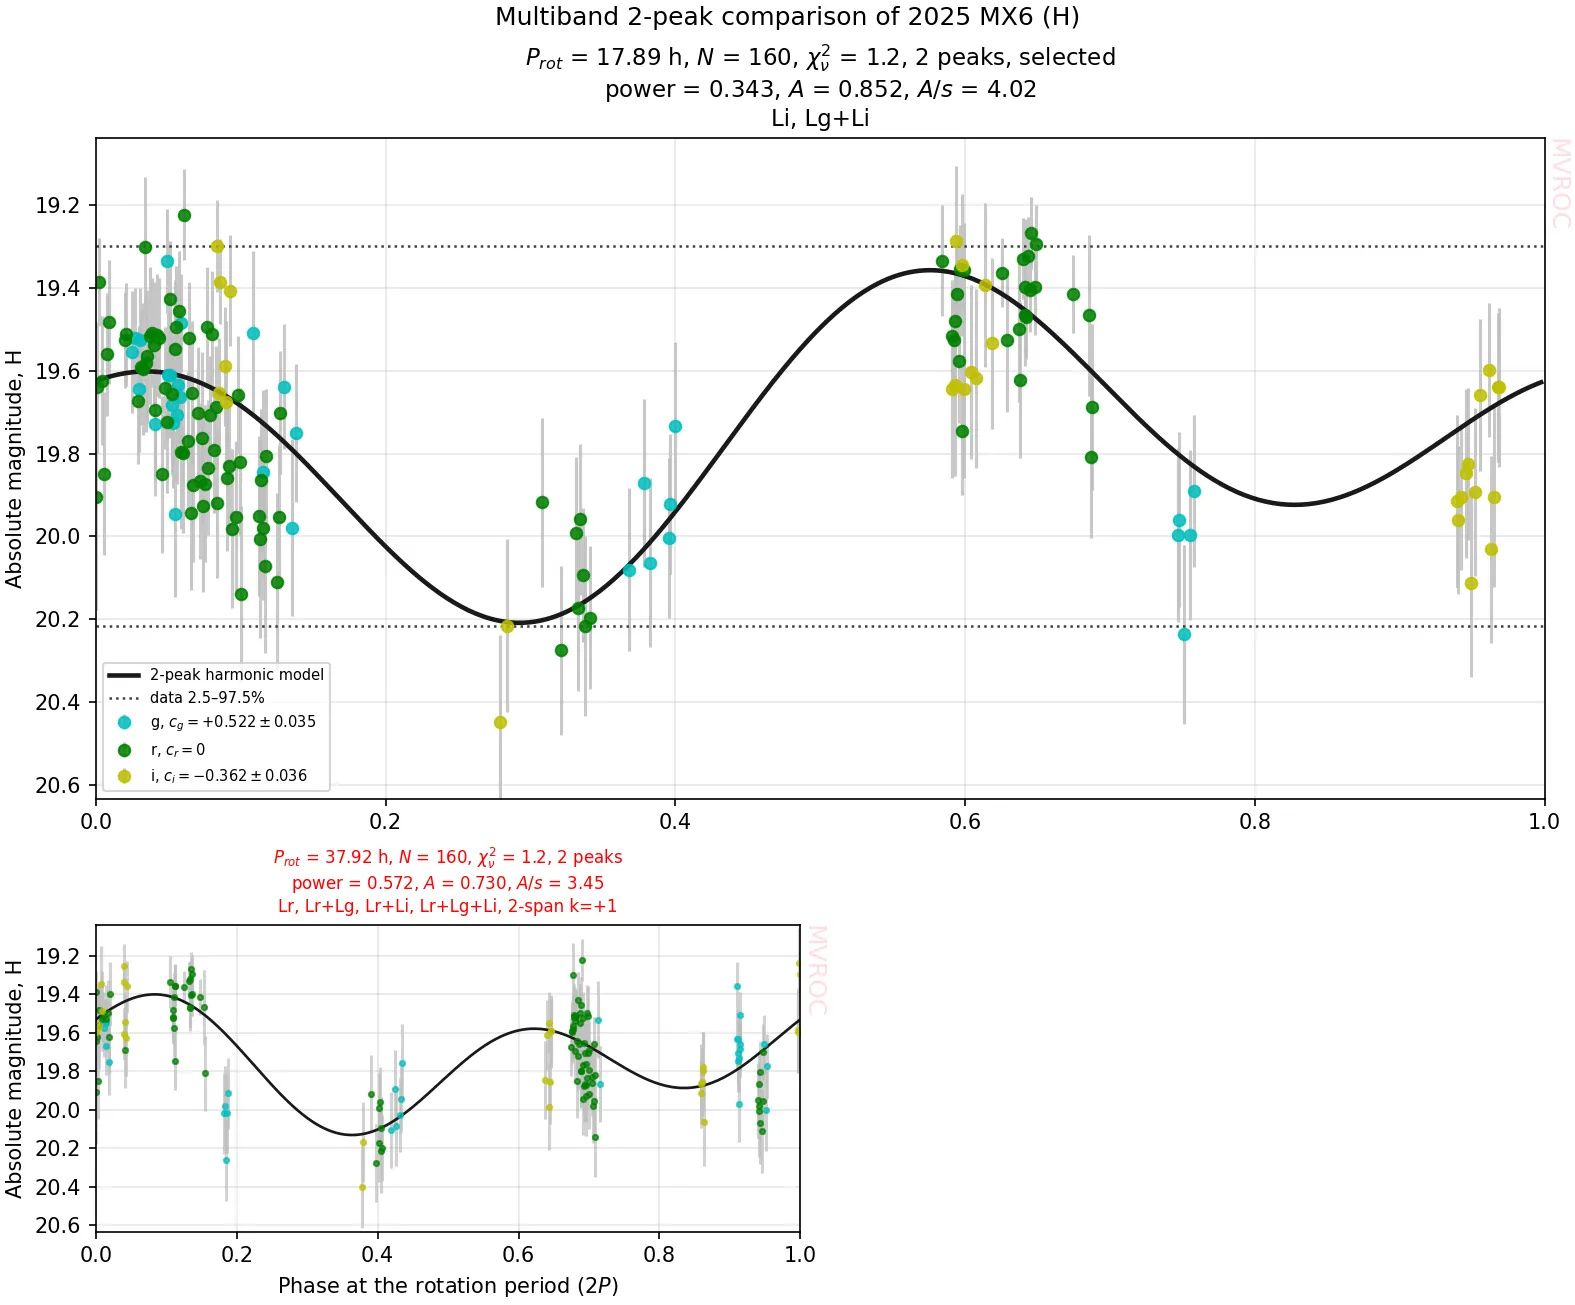 Multiband 2-peak comparison of 2025 MX6 (H)
P_rot = 17.89 h, N = 160, χ²_ν = 1.2, 2 peaks, selected
power = 0.343, A = 0.852, A/s = 4.02
Li, Lg+Li
MVROC
Absolute magnitude, H
19.2
19.4
19.6
19.8
20.0
20.2
20.4
20.6
2-peak harmonic model
data 2.5–97.5%
g, c_g = +0.522 ± 0.035
r, c_r = 0
i, c_i = −0.362 ± 0.036
0.0 0.2 0.4 0.6 0.8 1.0
P_rot = 37.92 h, N = 160, χ²_ν = 1.2, 2 peaks
power = 0.572, A = 0.730, A/s = 3.45
Lr, Lr+Lg, Lr+Li, Lr+Lg+Li, 2-span k=+1
MVROC
Absolute magnitude, H
19.2
19.4
19.6
19.8
20.0
20.2
20.4
20.6
0.0 0.2 0.4 0.6 0.8 1.0
Phase at the rotation period (2P)